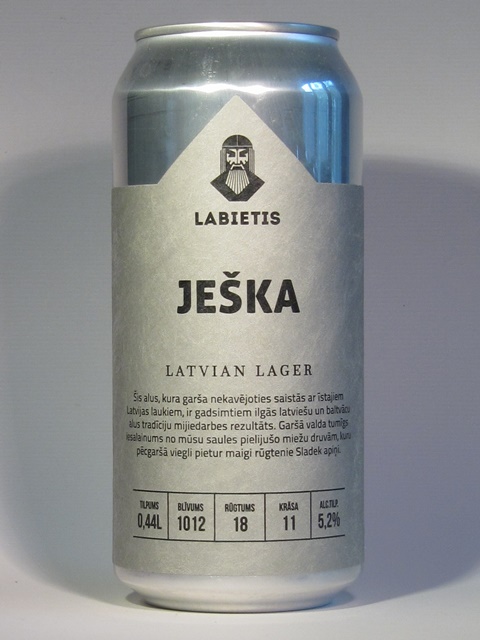 LABIETIS
JEŠKA
LATVIAN LAGER
Šis alus, kura garša nekavējoties saistās ar īstajiem
Latvijas laukiem, ir gadsimtiem ilgās latviešu un baltvācu
alus tradīciju mijiedarbes rezultāts. Garšā valda tumīgs
iesalainums no mūsu saules pielijušo miežu druvām, kuru
pēcgaršā viegli pietur maigi rūgtenie Sladek apiņi.
TILPUMS BLĪVUMS RŪGTUMS KRĀSA ALC.TILP.
0,44L 1012 18 11 5,2%